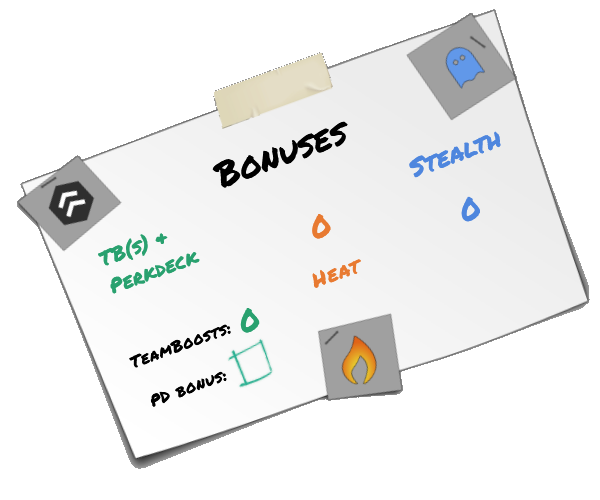 Bonuses
Stealth
0
TB(s) +
Perkdeck
0
Heat
TeamBoosts: 0
PD Bonus: